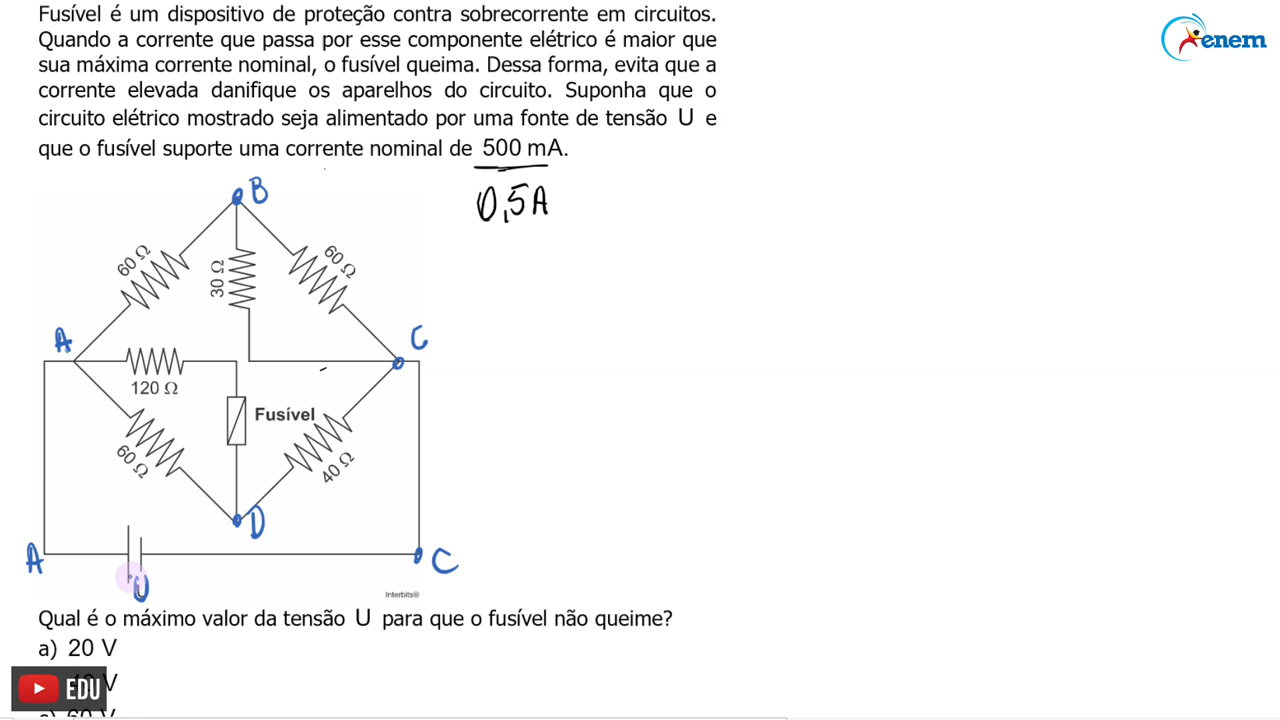 Fusível é um dispositivo de proteção contra sobrecorrente em circuitos.
Quando a corrente que passa por esse componente elétrico é maior que
sua máxima corrente nominal, o fusível queima. Dessa forma, evita que a
corrente elevada danifique os aparelhos do circuito. Suponha que o
circuito elétrico mostrado seja alimentado por uma fonte de tensão U e
que o fusível suporte uma corrente nominal de 500 mA.
enem
0,5A
B
60 Ω
30 Ω
60 Ω
A
C
120 Ω
Fusível
60 Ω
40 Ω
D
A
C
U
Interbits®
Qual é o máximo valor da tensão U para que o fusível não queime?
a) 20 V
V
EDU
c) 60 V